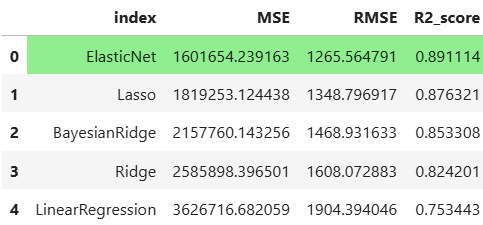 index MSE RMSE R2_score
0 ElasticNet 1601654.239163 1265.564791 0.891114
1 Lasso 1819253.124438 1348.796917 0.876321
2 BayesianRidge 2157760.143256 1468.931633 0.853308
3 Ridge 2585898.396501 1608.072883 0.824201
4 LinearRegression 3626716.682059 1904.394046 0.753443